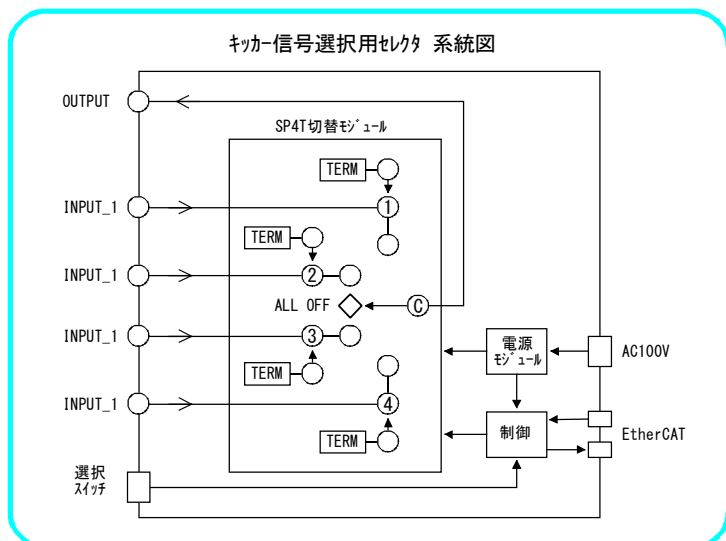 ｷｯｶｰ信号選択用ｾﾚｸﾀ 系統図
OUTPUT
SP4T切替ﾓｼﾞｭｰﾙ
TERM
INPUT_1
1
TERM
INPUT_1
2
ALL OFF
C
INPUT_1
3
電源
ﾓｼﾞｭｰﾙ
AC100V
TERM
INPUT_1
4
制御
EtherCAT
TERM
選択
ｽｲｯﾁ